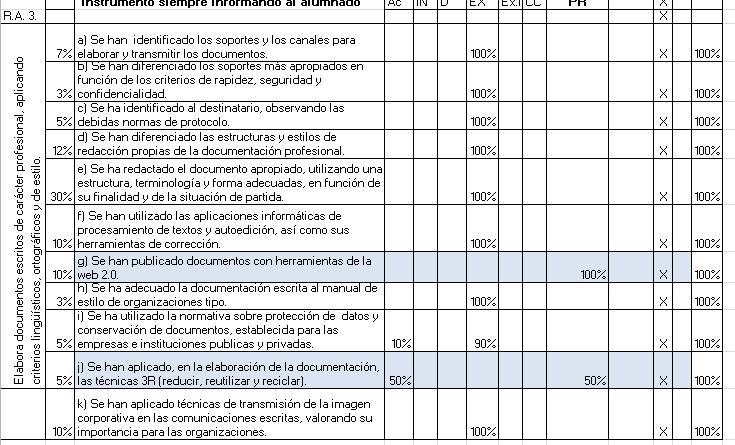 Instrumento siempre informando al alumnado Ac IN D EX Ex.I CC PR X
R.A. 3. X
Elabora documentos escritos de carácter profesional, aplicando
criterios lingüísticos, ortográficos y de estilo.
a) Se han identificado los soportes y los canales para
7% elaborar y transmitir los documentos. 100% X 100%
b) Se han diferenciado los soportes más apropiados en
función de los criterios de rapidez, seguridad y
3% confidencialidad. 100% X 100%
c) Se ha identificado al destinatario, observando las
5% debidas normas de protocolo. 100% X 100%
d) Se han diferenciado las estructuras y estilos de
12% redacción propias de la documentación profesional. 100% X 100%
e) Se ha redactado el documento apropiado, utilizando una
estructura, terminología y forma adecuadas, en función de
30% su finalidad y de la situación de partida. 100% X 100%
f) Se han utilizado las aplicaciones informáticas de
procesamiento de textos y autoedición, así como sus
10% herramientas de corrección. 100% X 100%
g) Se han publicado documentos con herramientas de la
10% web 2.0. 100% X 100%
h) Se ha adecuado la documentación escrita al manual de
3% estilo de organizaciones tipo. 100% X 100%
i) Se ha utilizado la normativa sobre protección de datos y
conservación de documentos, establecida para las
5% empresas e instituciones publicas y privadas. 10% 90% X 100%
j) Se han aplicado, en la elaboración de la documentación,
5% las técnicas 3R (reducir, reutilizar y reciclar). 50% 50% X 100%
k) Se han aplicado técnicas de transmisión de la imagen
corporativa en las comunicaciones escritas, valorando su
10% importancia para las organizaciones. 100% X 100%